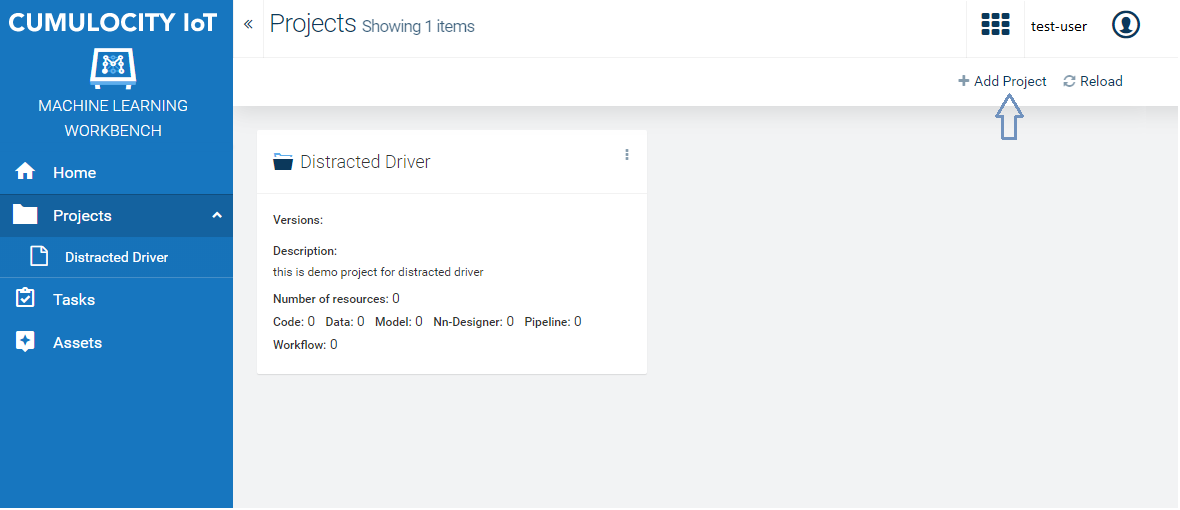 CUMULOCITY IoT
MACHINE LEARNING
WORKBENCH
Home
Projects
Distracted Driver
Tasks
Assets
Projects Showing 1 items
test-user
Add Project Reload
Distracted Driver
Versions:
Description:
this is demo project for distracted driver
Number of resources: 0
Code: 0 Data: 0 Model: 0 Nn-Designer: 0 Pipeline: 0
Workflow: 0